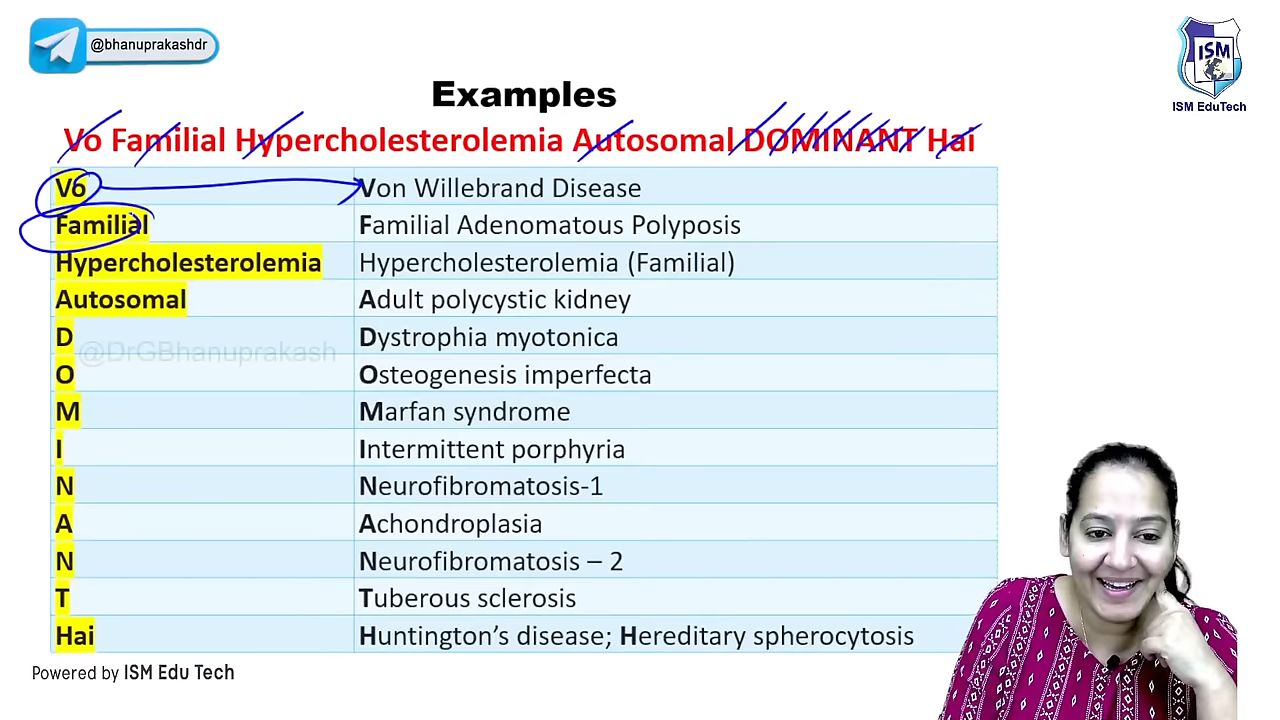 @bhanuprakashdr
ISM
ISM EduTech
Examples
Vo Familial Hypercholesterolemia Autosomal DOMINANT Hai
Vo Von Willebrand Disease
Familial Familial Adenomatous Polyposis
Hypercholesterolemia Hypercholesterolemia (Familial)
Autosomal Adult polycystic kidney
D Dystrophia myotonica
@DrGBhanuprakash
O Osteogenesis imperfecta
M Marfan syndrome
I Intermittent porphyria
N Neurofibromatosis-1
A Achondroplasia
N Neurofibromatosis – 2
T Tuberous sclerosis
Hai Huntington’s disease; Hereditary spherocytosis
Powered by ISM Edu Tech